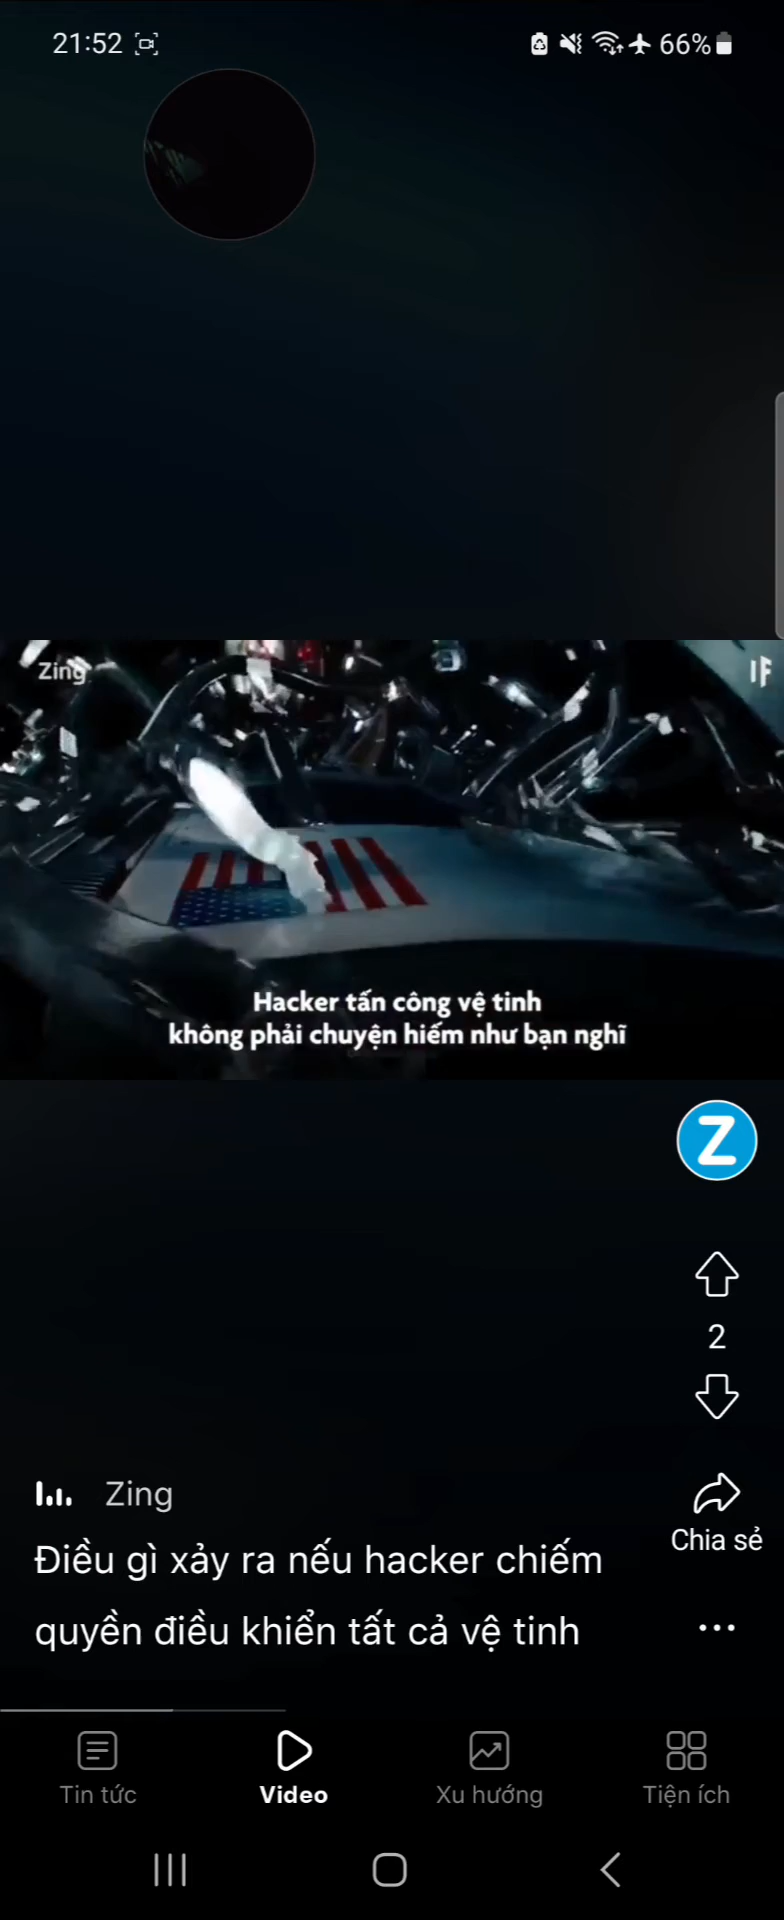 21:52
66%
Zing
IF
Hacker tấn công vệ tinh
không phải chuyện hiếm như bạn nghĩ
Z
2
Chia sẻ
Zing
Điều gì xảy ra nếu hacker chiếm
quyền điều khiển tất cả vệ tinh
Tin tức
Video
Xu hướng
Tiện ích